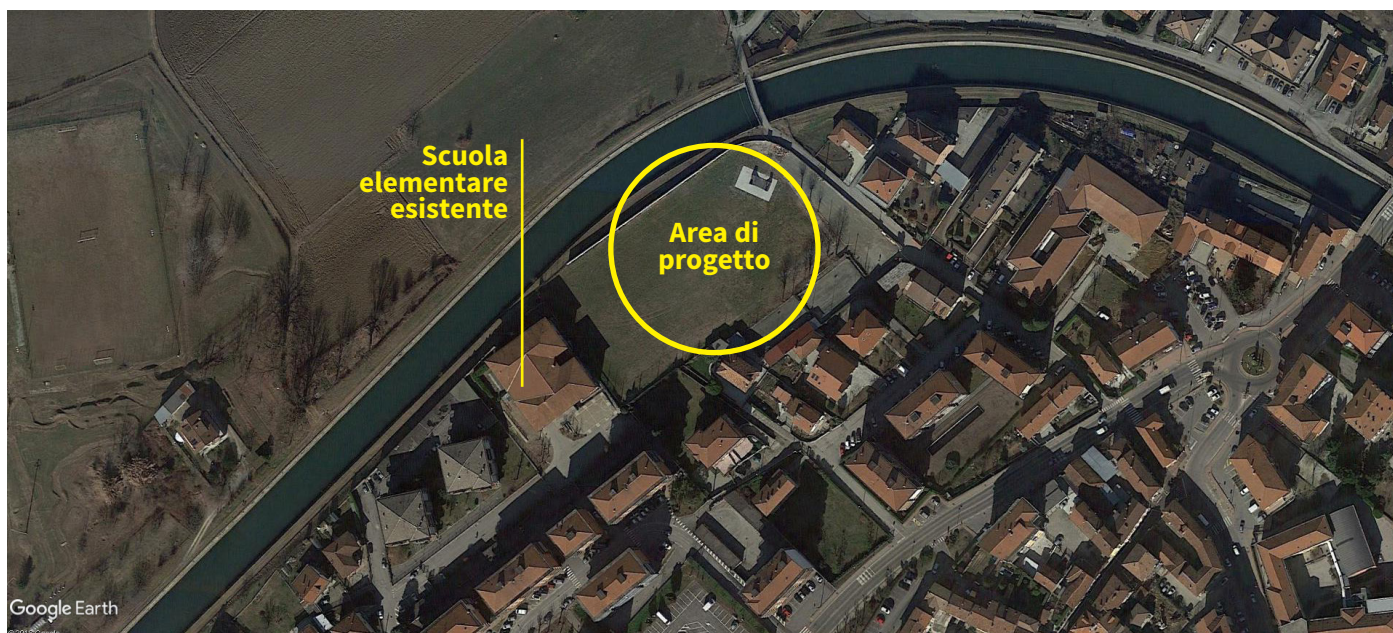 Scuola
elementare
esistente
Area di
progetto
Google Earth